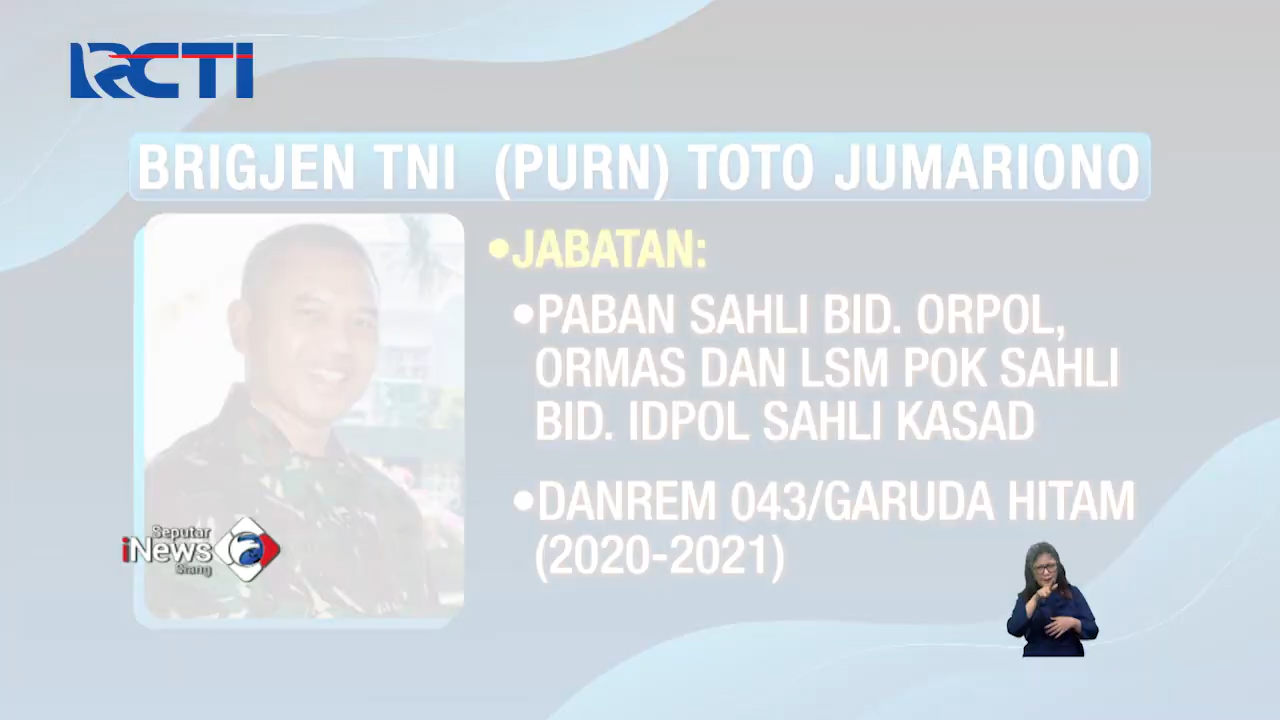 RCTI
BRIGJEN TNI (PURN) TOTO JUMARIONO
•JABATAN:
•PABAN SAHLI BID. ORPOL,
ORMAS DAN LSM POK SAHLI
BID. IDPOL SAHLI KASAD
•DANREM 043/GARUDA HITAM
(2020-2021)
Seputar
iNews
Siang